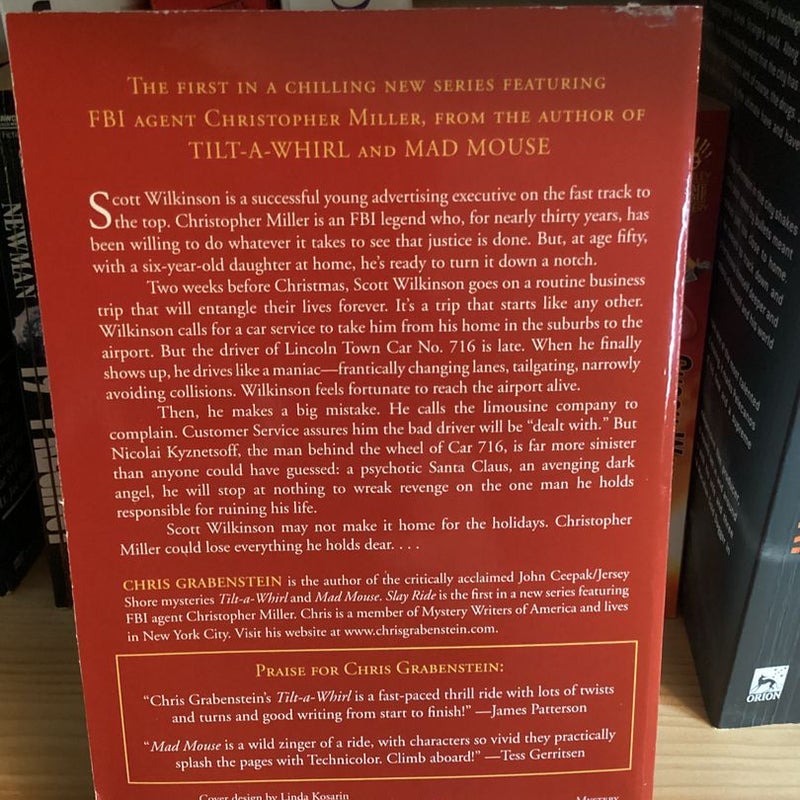 The first in a chilling new series featuring
FBI agent Christopher Miller, from the author of
TILT-A-WHIRL and MAD MOUSE
Scott Wilkinson is a successful young advertising executive on the fast track to
the top. Christopher Miller is an FBI legend who, for nearly thirty years, has
been willing to do whatever it takes to see that justice is done. But, at age fifty,
with a six-year-old daughter at home, he's ready to turn it down a notch.
Two weeks before Christmas, Scott Wilkinson goes on a routine business
trip that will entangle their lives forever. It's a trip that starts like any other.
Wilkinson calls for a car service to take him from his home in the suburbs to the
airport. But the driver of Lincoln Town Car No. 716 is late. When he finally
shows up, he drives like a maniac—frantically changing lanes, tailgating, narrowly
avoiding collisions. Wilkinson feels fortunate to reach the airport alive.
Then, he makes a big mistake. He calls the limousine company to
complain. Customer Service assures him the bad driver will be "dealt with." But
Nicolai Kyznetsoff, the man behind the wheel of Car 716, is far more sinister
than anyone could have guessed: a psychotic Santa Claus, an avenging dark
angel, he will stop at nothing to wreak revenge on the one man he holds
responsible for ruining his life.
Scott Wilkinson may not make it home for the holidays. Christopher
Miller could lose everything he holds dear. . . .
CHRIS GRABENSTEIN is the author of the critically acclaimed John Ceepak/Jersey
Shore mysteries Tilt-a-Whirl and Mad Mouse. Slay Ride is the first in a new series featuring
FBI agent Christopher Miller. Chris is a member of Mystery Writers of America and lives
in New York City. Visit his website at www.chrisgrabenstein.com.
Praise for Chris Grabenstein:
"Chris Grabenstein's Tilt-a-Whirl is a fast-paced thrill ride with lots of twists
and turns and good writing from start to finish!" —James Patterson
"Mad Mouse is a wild zinger of a ride, with characters so vivid they practically
splash the pages with Technicolor. Climb aboard!" —Tess Gerritsen
Cover design by Linda Kosarin
Mystery
NEWMAN
ORION